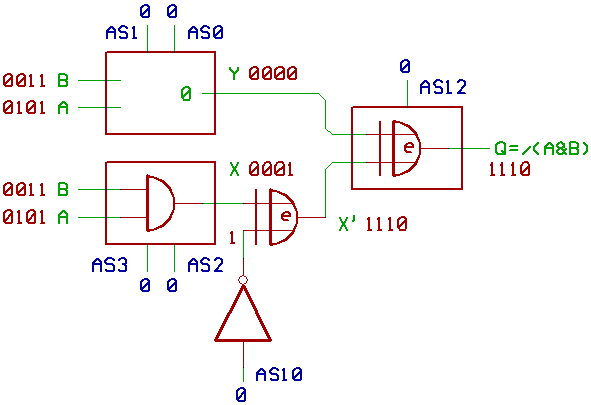 0 0
AS1 AS0
0011 B
0101 A
0
Y 0000
0
AS12
e
Q=/(A&B)
1110
0011 B
0101 A
X 0001
e
1
X' 1110
AS3 AS2
0 0
AS10
0